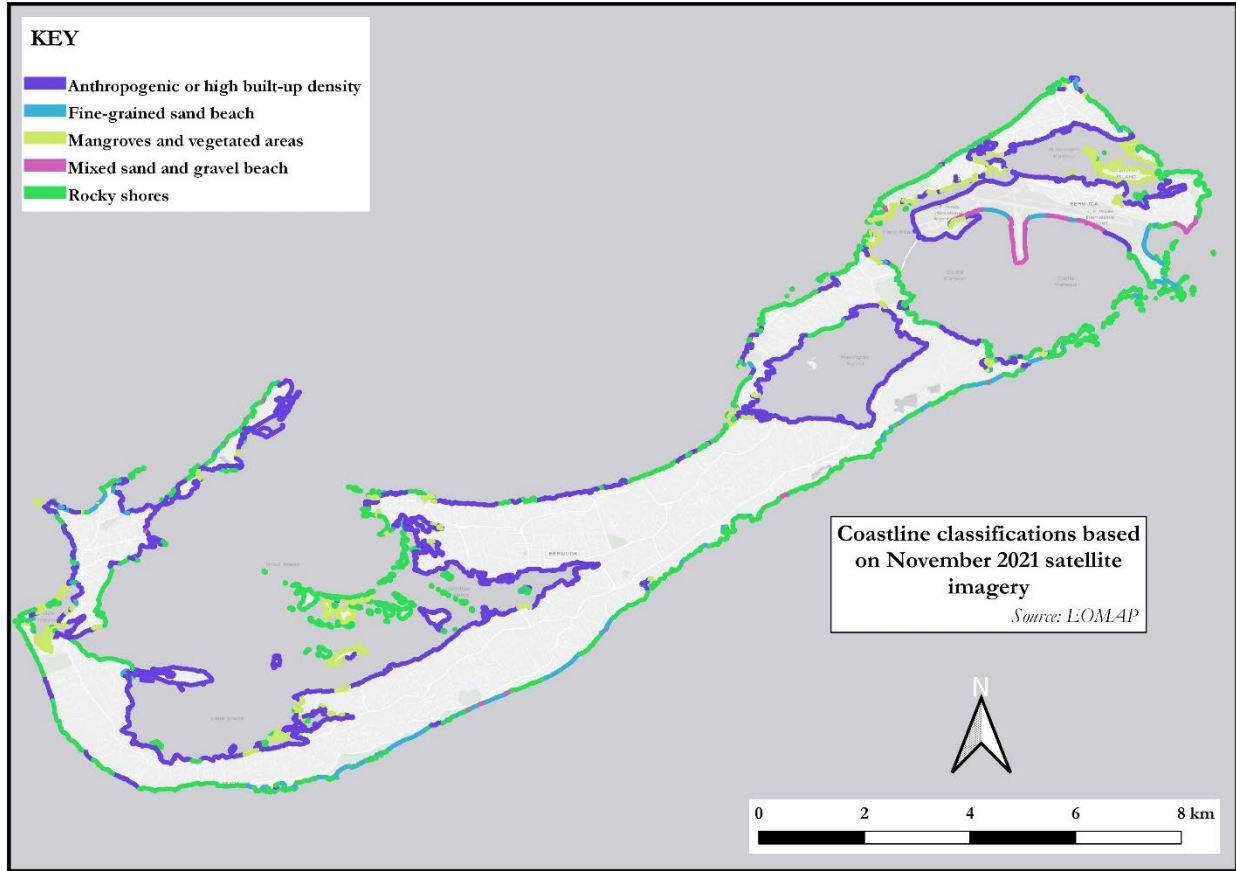 KEY
Anthropogenic or high built-up density
Fine-grained sand beach
Mangroves and vegetated areas
Mixed sand and gravel beach
Rocky shores
BERMUDA
BERMUDA
Coastline classifications based
on November 2021 satellite
imagery
Source: EOMAP
N
0 2 4 6 8 km